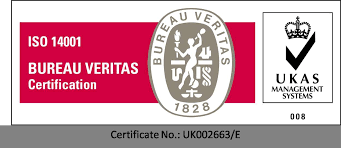 ISO 14001
BUREAU VERITAS
Certification
BUREAU VERITAS
1828
UKAS
MANAGEMENT
SYSTEMS
008
Certificate No.: UK002663/E